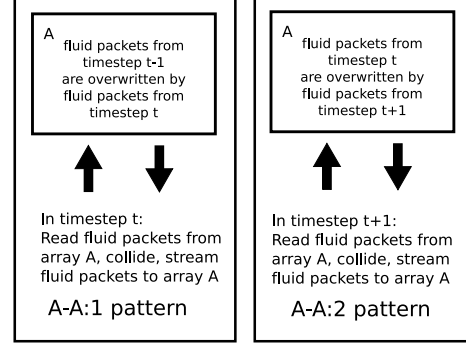 A
fluid packets from
timestep t-1
are overwritten by
fluid packets from
timestep t
In timestep t:
Read fluid packets from
array A, collide, stream
fluid packets to array A
A-A:1 pattern
A
fluid packets from
timestep t
are overwritten by
fluid packets from
timestep t+1
In timestep t+1:
Read fluid packets from
array A, collide, stream
fluid packets to array A
A-A:2 pattern